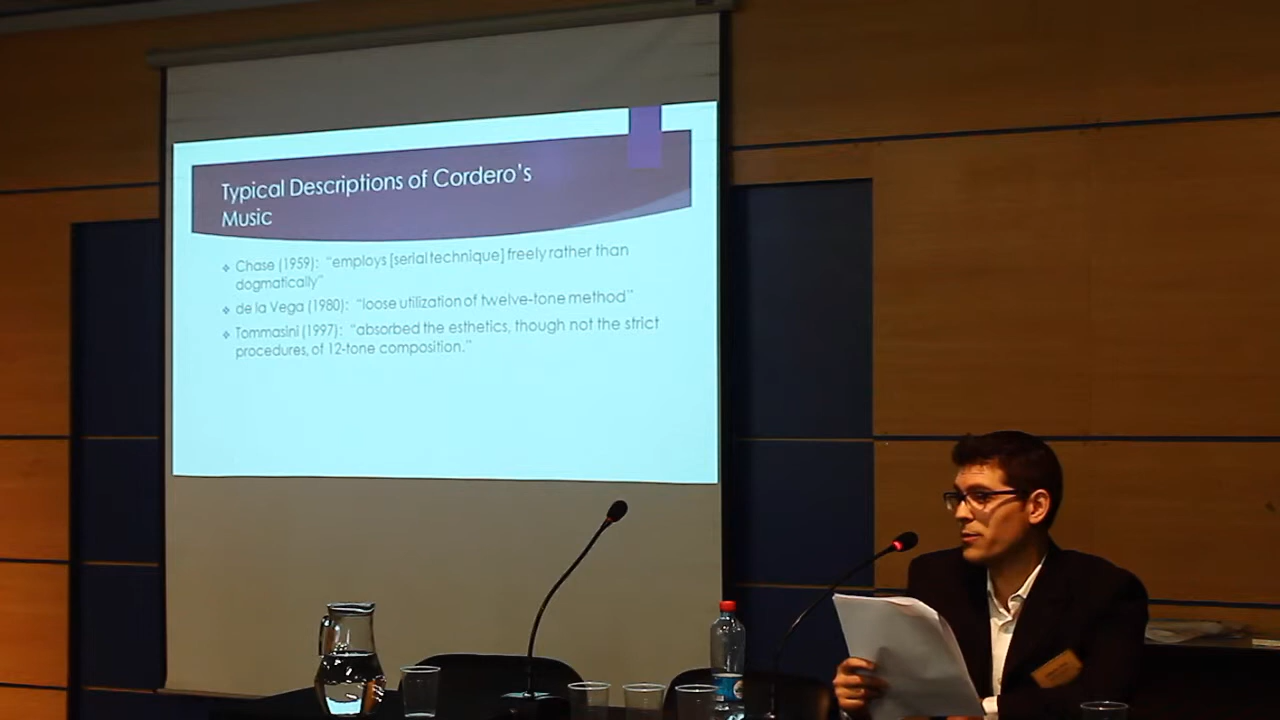 Typical Descriptions of Cordero's
Music
❖ Chase (1959): "employs [serial technique] freely rather than
dogmatically"
❖ de la Vega (1980): "loose utilization of twelve-tone method"
❖ Tommasini (1997): "absorbed the esthetics, though not the strict
procedures, of 12-tone composition."